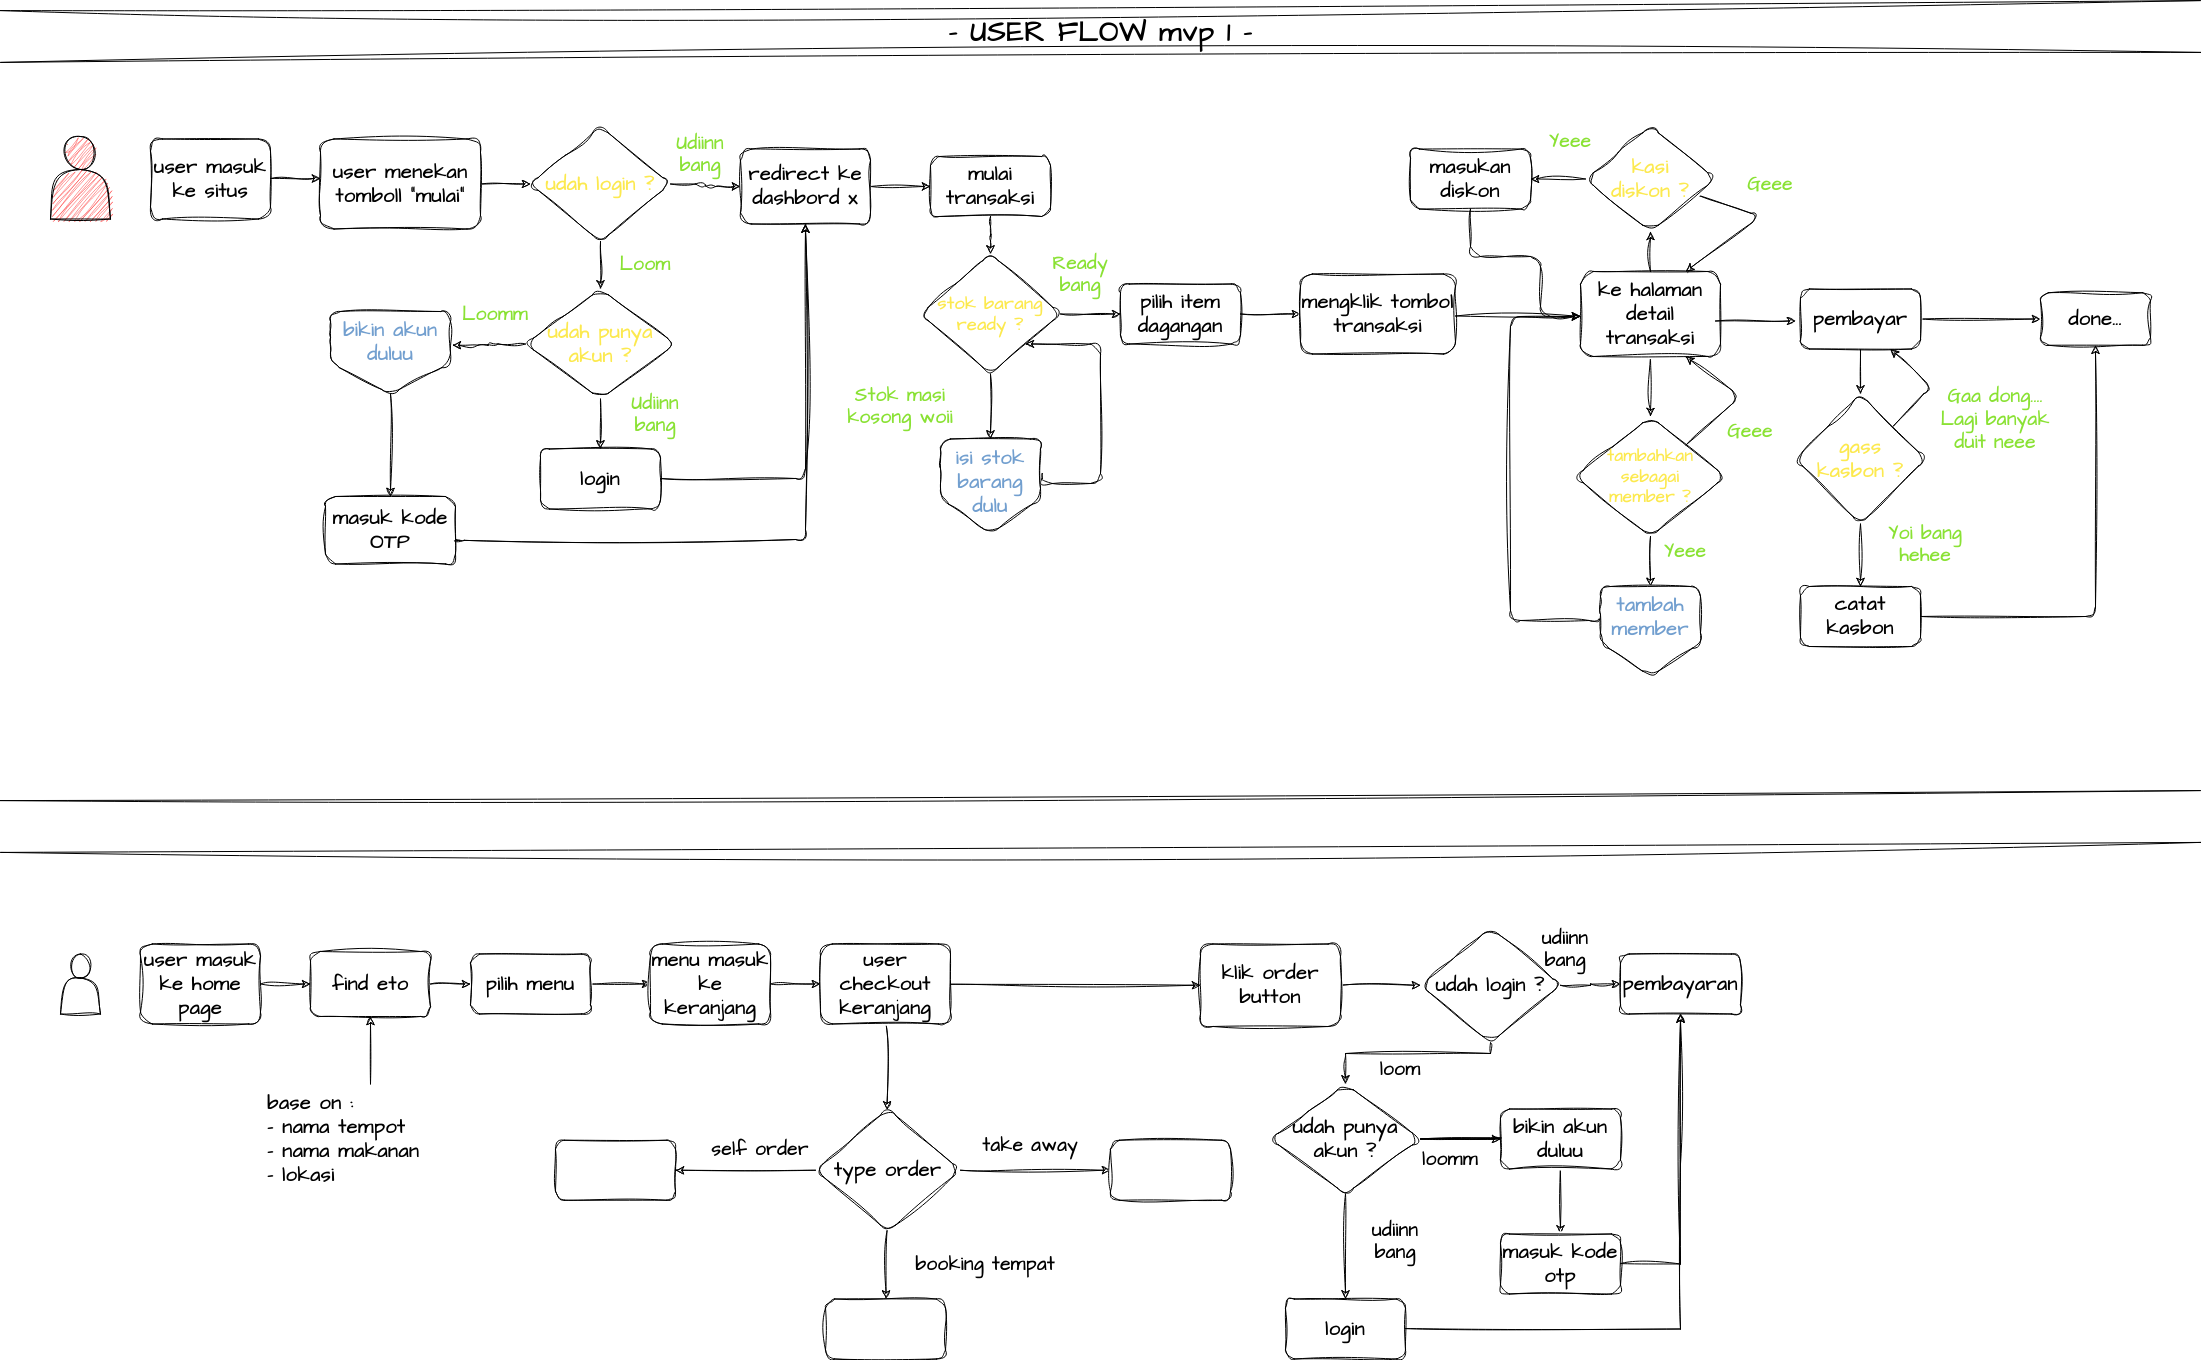 - USER FLOW mvp 1 -
user masuk
ke situs
user menekan
tomboll "mulai"
udah login ?
Udiinn
bang
redirect ke
dashbord x
mulai
transaksi
masukan
diskon
Yeee
kasi
diskon ?
Geee
Loom
bikin akun
duluu
Loomm
udah punya
akun ?
Udiinn
bang
login
masuk kode
OTP
stok barang
ready ?
Ready
bang
pilih item
dagangan
mengklik tombol
transaksi
ke halaman
detail
transaksi
pembayar
done...
Stok masi
kosong woii
isi stok
barang
dulu
Geee
tambahkan
sebagai
member ?
Yeee
tambah
member
gass
kasbon ?
Gaa dong....
Lagi banyak
duit neee
Yoi bang
hehee
catat
kasbon
user masuk
ke home
page
find eto
pilih menu
menu masuk
ke
keranjang
user
checkout
keranjang
klik order
button
udah login ?
udiinn
bang
pembayaran
base on :
- nama tempot
- nama makanan
- lokasi
self order
type order
take away
booking tempat
loom
udah punya
akun ?
loomm
bikin akun
duluu
udiinn
bang
masuk kode
otp
login